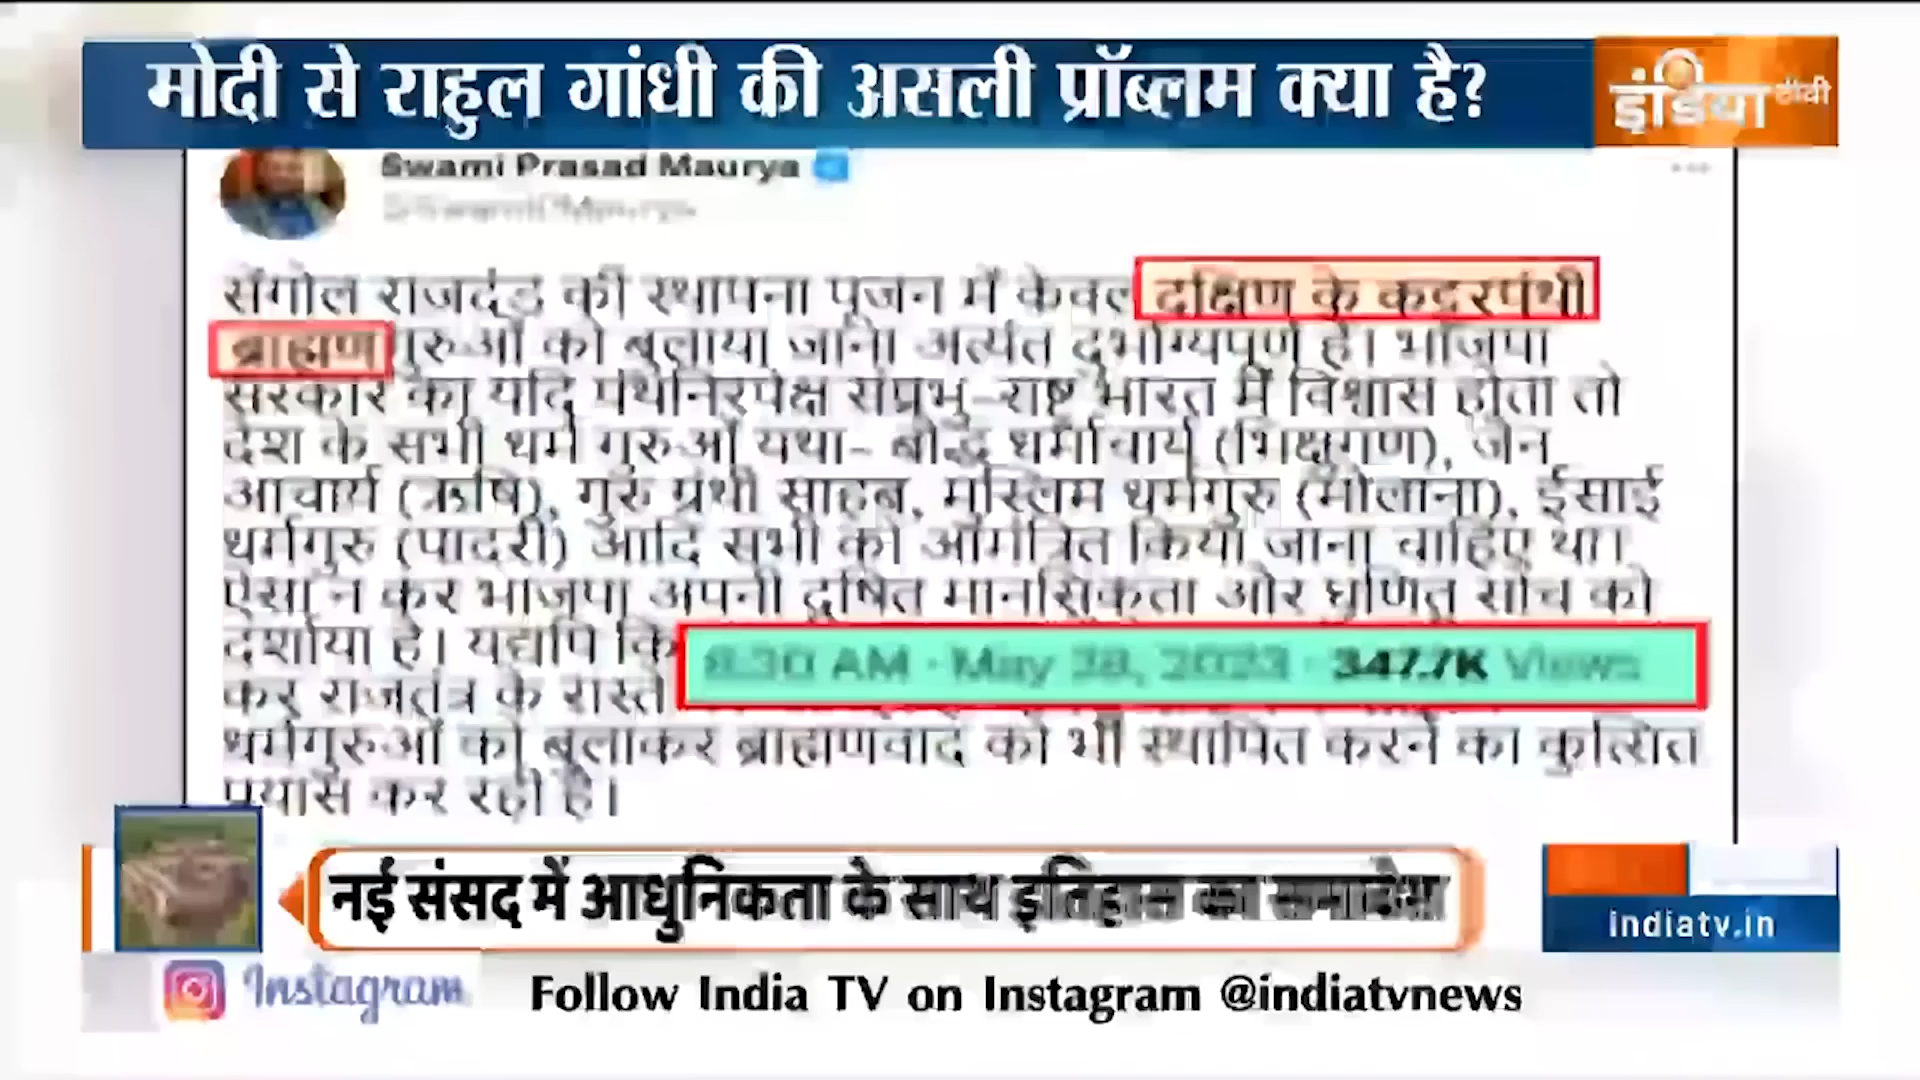 मोदी से राहुल गांधी की असली प्रॉब्लम क्या है?
इंडिया टीवी
Swami Prasad Maurya
सेंगोल राजदंड की स्थापना पूजन में केवल दक्षिण के कट्टरपंथी
ब्राह्मण गुरुओं को बुलाया जाना अत्यंत दुर्भाग्यपूर्ण है। भाजपा
सरकार का यदि पंथनिरपेक्ष संप्रभु-राष्ट्र भारत में विश्वास होता तो
देश के सभी धर्म गुरुओं यथा- बौद्ध धर्माचार्य (भिक्षुगण), जैन
आचार्य (ऋषि), गुरु ग्रंथी साहब, मुस्लिम धर्मगुरु (मौलाना), ईसाई
धर्मगुरु (पादरी) आदि सभी को आमंत्रित किया जाना चाहिए था।
ऐसा न कर भाजपा अपनी दूषित मानसिकता और घृणित सोच को
दर्शाया है। यद्यपि कि
8:30 AM · May 28, 2023 · 347.7K Views
कर राजतंत्र के रास्ते
धर्मगुरुओं को बुलाकर ब्राह्मणवाद को भी स्थापित करने का कुत्सित
प्रयास कर रही है।
नई संसद में आधुनिकता के साथ इतिहास का समावेश
indiatv.in
Instagram
Follow India TV on Instagram @indiatvnews